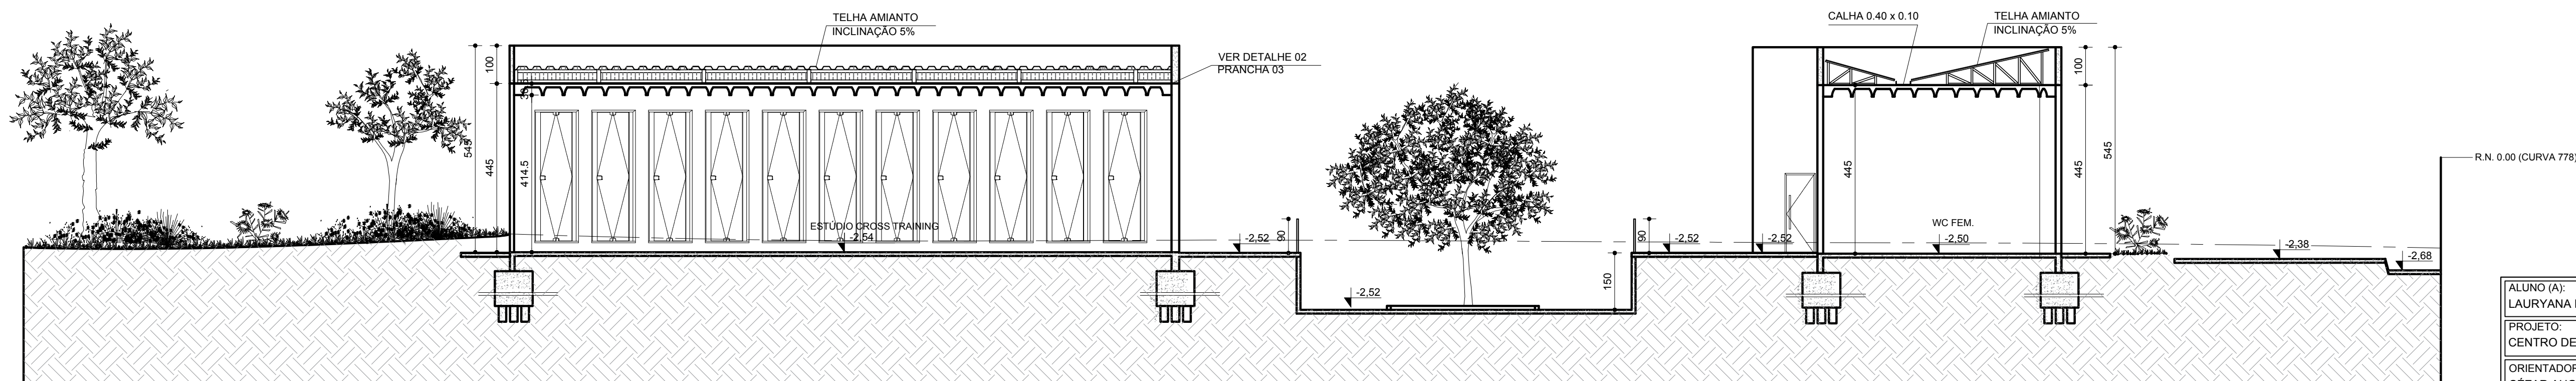 TELHA AMIANTO
INCLINAÇÃO 5%
VER DETALHE 02
PRANCHA 03
CALHA 0.40 x 0.10
TELHA AMIANTO
INCLINAÇÃO 5%
R.N. 0.00 (CURVA 778)
545
100
445
414.5
ESTÚDIO CROSS TRAINING
-2,54
-2,52
90
-2,52
150
90
-2,52
-2,52
445
WC FEM.
-2,50
100
445
545
-2,38
-2,68
ALUNO (A):
LAURYANA
PROJETO:
CENTRO DE